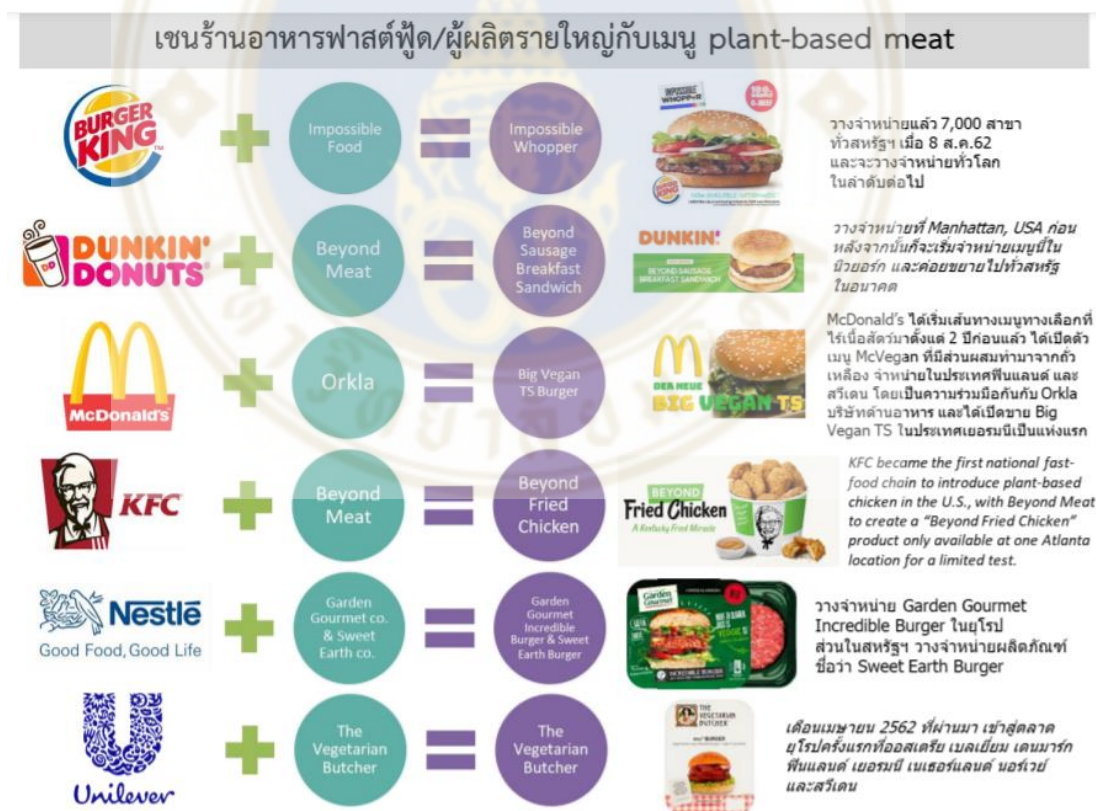 เชนร้านอาหารฟาสต์ฟู้ด/ผู้ผลิตรายใหญ่กับเมนู plant-based meat
BURGER
KING
TM
Impossible
Food
Impossible
Whopper
IMPOSSIBLE
WHOPPER
BURGER
KING
วางจำหน่ายแล้ว 7,000 สาขา
ทั่วสหรัฐฯ เมื่อ 8 ส.ค.62
และจะวางจำหน่ายทั่วโลก
ในลำดับต่อไป
DD
DUNKIN'
DONUTS
Beyond
Meat
Beyond
Sausage
Breakfast
Sandwich
DUNKIN'
BEYOND SAUSAGE
BREAKFAST SANDWICH
วางจำหน่ายที่ Manhattan, USA ก่อน
หลังจากนั้นก็จะเริ่มจำหน่ายเมนูนี้ใน
นิวยอร์ก และค่อยขยายไปทั่วสหรัฐ
ในอนาคต
McDonald's
Orkla
Big Vegan
TS Burger
DER NEUE
BIG VEGAN TS
McDonald's ได้เริ่มเส้นทางเมนูทางเลือกที่
ไร้เนื้อสัตว์มาตั้งแต่ 2 ปีก่อนแล้ว ได้เปิดตัว
เมนู McVegan ที่มีส่วนผสมทำมาจากถั่ว
เหลือง จำหน่ายในประเทศฟินแลนด์ และ
สวีเดน โดยเป็นความร่วมมือกันกับ Orkla
บริษัทด้านอาหาร และได้เปิดขาย Big
Vegan TS ในประเทศเยอรมนีเป็นแห่งแรก
KFC
Beyond
Meat
Beyond
Fried
Chicken
BEYOND
Fried Chicken
A Kentucky Fried Miracle
KFC became the first national fast-
food chain to introduce plant-based
chicken in the U.S., with Beyond Meat
to create a “Beyond Fried Chicken”
product only available at one Atlanta
location for a limited test.
Nestlé
Good Food, Good Life
Garden
Gourmet co.
& Sweet
Earth co.
Garden
Gourmet
Incredible
Burger & Sweet
Earth Burger
Garden
Gourmet
INCREDIBLE BURGER
วางจำหน่าย Garden Gourmet
Incredible Burger ในยุโรป
ส่วนในสหรัฐฯ วางจำหน่ายผลิตภัณฑ์
ชื่อว่า Sweet Earth Burger
Unilever
The
Vegetarian
Butcher
The
Vegetarian
Butcher
THE
VEGETARIAN
BUTCHER
BURGER
เดือนเมษายน 2562 ที่ผ่านมา เข้าสู่ตลาด
ยุโรปครั้งแรกที่ออสเตรีย เบลเยี่ยม เดนมาร์ก
ฟินแลนด์ เยอรมนี เนเธอร์แลนด์ นอร์เวย์
และสวีเดน